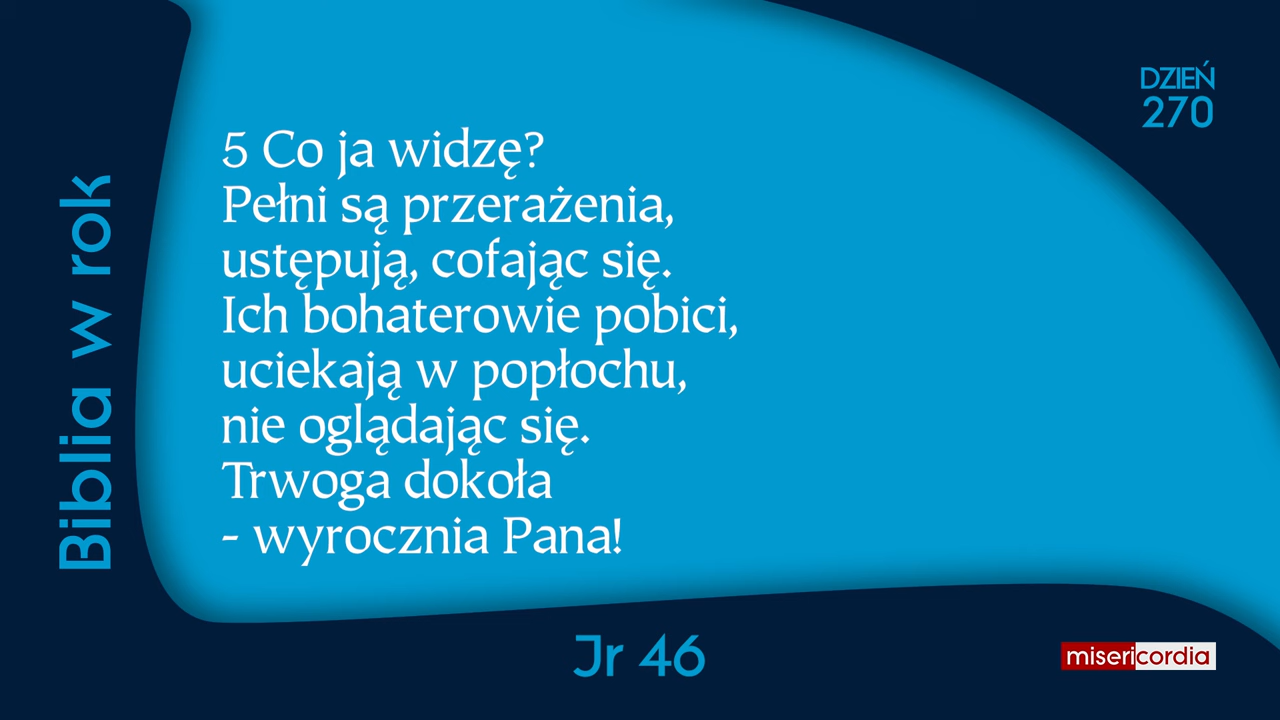 DZIEŃ
270
Biblia w rok
5 Co ja widzę?
Pełni są przerażenia,
ustępują, cofając się.
Ich bohaterowie pobici,
uciekają w popłochu,
nie oglądając się.
Trwoga dokoła
- wyrocznia Pana!
Jr 46
misericordia